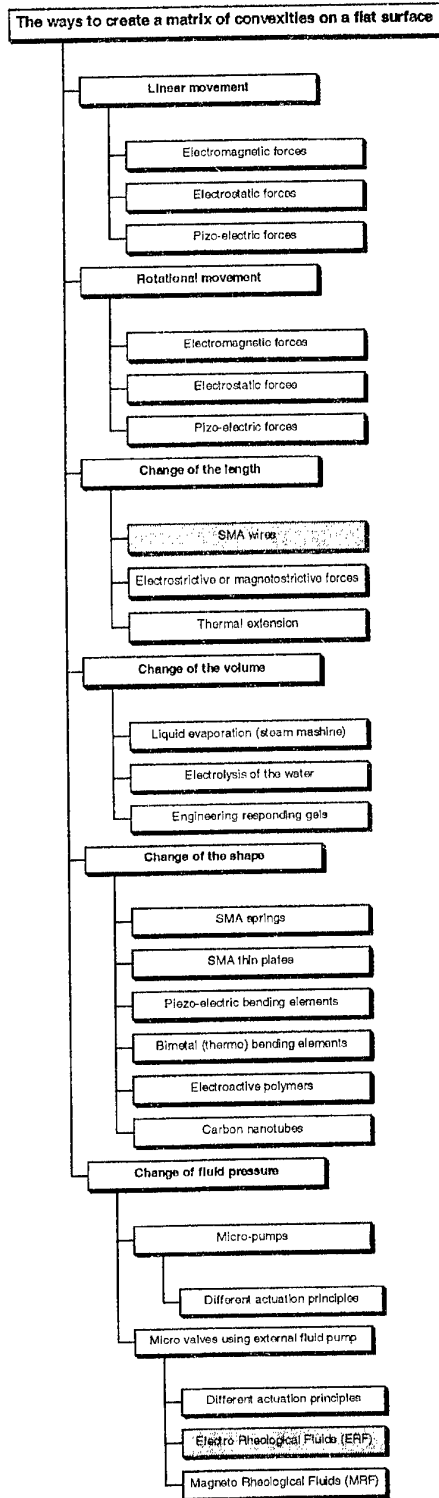 The ways to create a matrix of convexities on a flat surface
Linear movement
Electromagnetic forces
Electrostatic forces
Pizo-electric forces
Rotational movement
Electromagnetic forces
Electrostatic forces
Pizo-electric forces
Change of the length
SMA wires
Electrostrictive or magnetostrictive forces
Thermal extension
Change of the volume
Liquid evaporation (steam mashine)
Electrolysis of the water
Engineering responding gels
Change of the shape
SMA springs
SMA thin plates
Piezo-electric bending elements
Bimetal (thermo) bending elements
Electroactive polymers
Carbon nanotubes
Change of fluid pressure
Micro-pumps
Different actuation principles
Micro valves using external fluid pump
Different actuation principles
Electro Rheological Fluids (ERF)
Magneto Rheological Fluids (MRF)